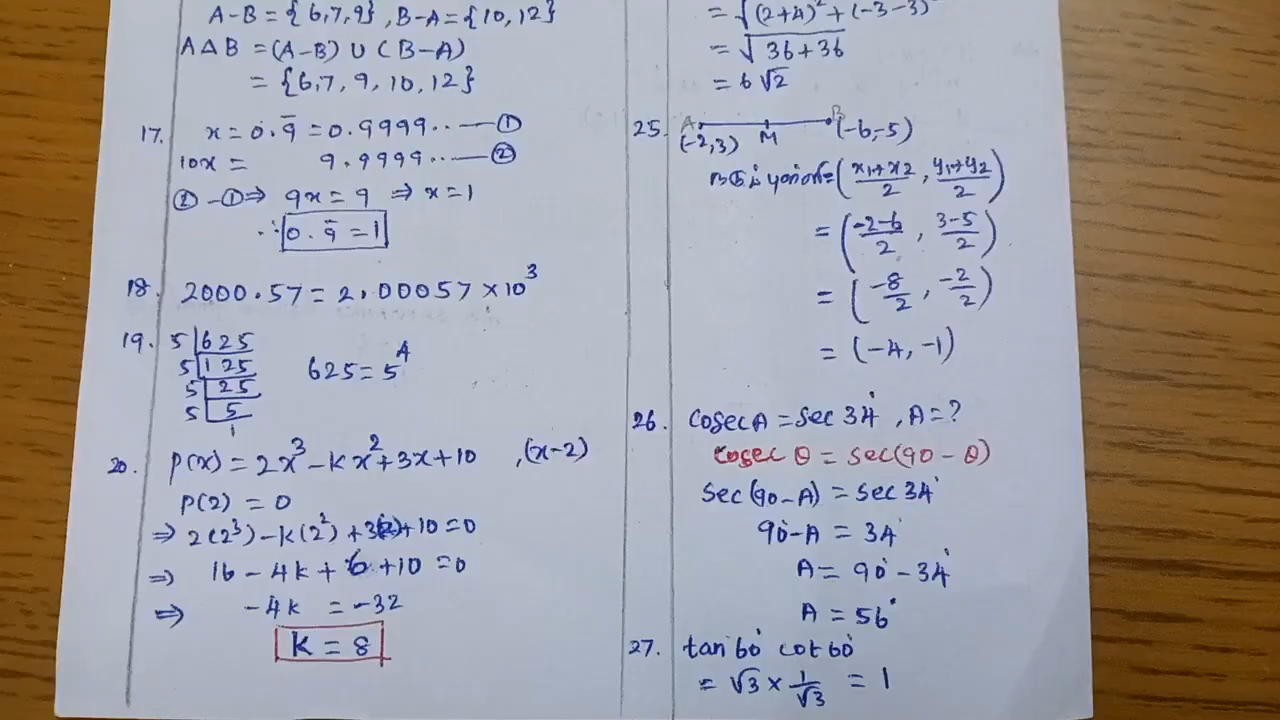 A-B = {6,7,9}, B-A = {10, 12}
A Δ B = (A-B) ∪ (B-A)
= {6,7, 9, 10, 12}
17. x = 0.9̄ = 0.9999.. — ①
10x = 9.9999.. — ②
② - ① ⇒ 9x = 9 ⇒ x = 1
∴ 0.9̄ = 1
18. 2000.57 = 2.00057 × 10³
19. 5 | 625
5 | 125
5 | 25
5 | 5
1
625 = 5⁴
20. P(x) = 2x³ - kx² + 3x + 10 , (x-2)
P(2) = 0
⇒ 2(2³) - k(2²) + 3(2) + 10 = 0
⇒ 16 - 4k + 6 + 10 = 0
⇒ -4k = -32
k = 8
= √(2+4)² + (-3-3)²
= √36+36
= 6√2
25. A M B
(-2,3) (-6,-5)
= (x₁+x₂/2 , y₁+y₂/2)
= (-2-6/2 , 3-5/2)
= (-8/2 , -2/2)
= (-4, -1)
26. cosec A = sec 34° , A = ?
cosec θ = sec(90 - θ)
sec(90-A) = sec 34°
90°-A = 34°
A = 90° - 34°
A = 56°
27. tan 60° cot 60°
= √3 × 1/√3 = 1